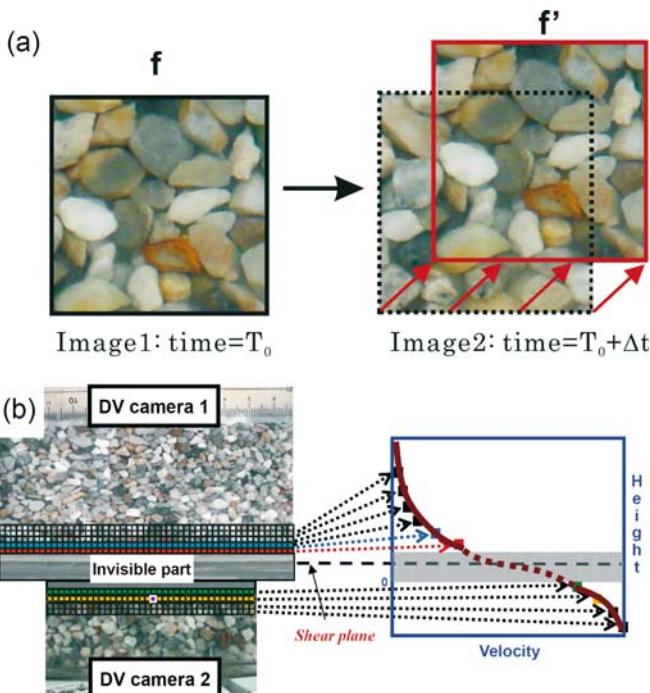 (a)
f
f’
Image1: time=T₀
Image2: time=T₀+Δt
(b)
DV camera 1
Invisible part
DV camera 2
Shear plane
0
Height
Velocity